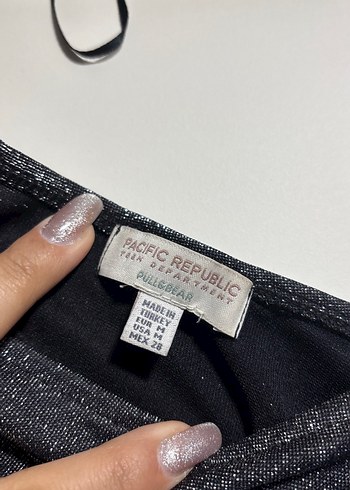 PACIFIC REPUBLIC
TEEN DEPARTMENT
PULL&BEAR
MADE IN
TURKEY
EUR M
USA M
MEX 28